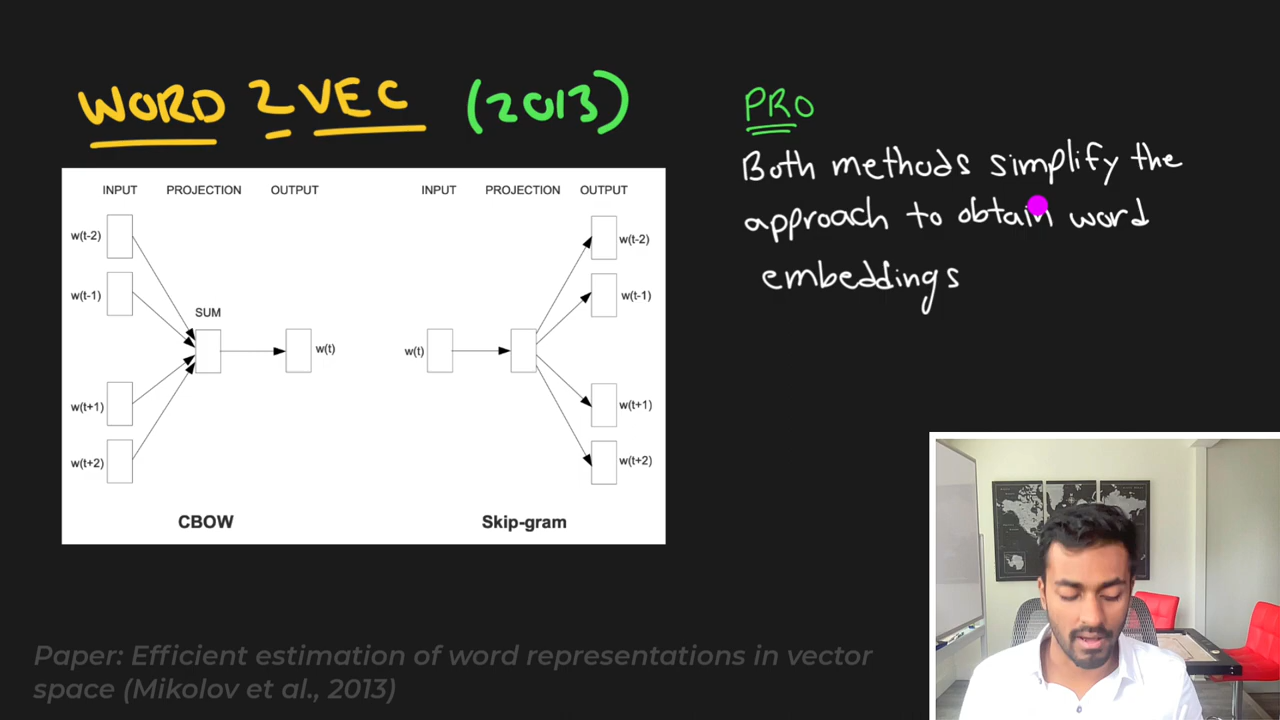 WORD 2VEC (2013)
INPUT PROJECTION OUTPUT
w(t-2)
w(t-1)
SUM
w(t)
w(t+1)
w(t+2)
CBOW
INPUT PROJECTION OUTPUT
w(t-2)
w(t-1)
w(t)
w(t+1)
w(t+2)
Skip-gram
PRO
Both methods simplify the
approach to obtain word
embeddings
Paper: Efficient estimation of word representations in vector
space (Mikolov et al., 2013)